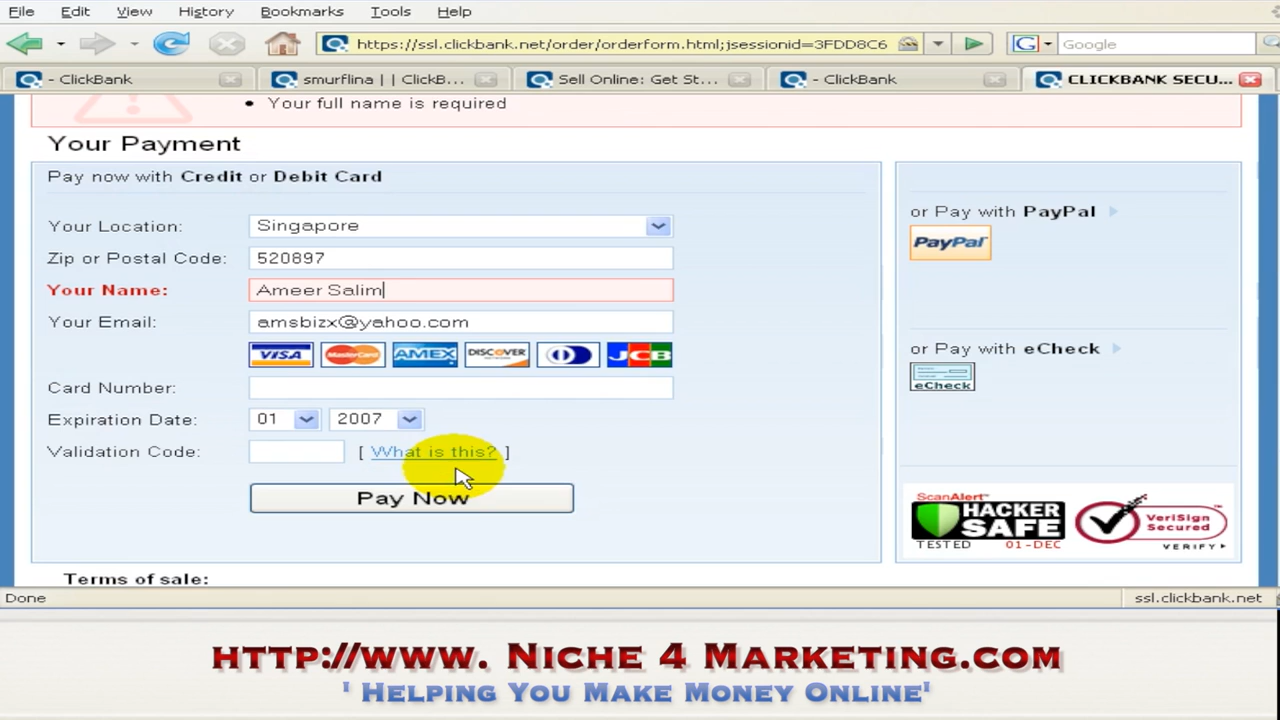 File Edit View History Bookmarks Tools Help
https://ssl.clickbank.net/order/orderform.html;jsessionid=3FDD8C6
G Google
- ClickBank
smurflina | | ClickB...
Sell Online: Get St...
- ClickBank
CLICKBANK SECU...
• Your full name is required
Your Payment
Pay now with Credit or Debit Card
Your Location: Singapore
Zip or Postal Code: 520897
Your Name: Ameer Salim
Your Email: amsbizx@yahoo.com
VISA MasterCard AMEX DISCOVER JCB
Card Number:
Expiration Date: 01 2007
Validation Code: [ What is this? ]
Pay Now
or Pay with PayPal
PayPal
or Pay with eCheck
eCheck
ScanAlert
HACKER SAFE
TESTED 01-DEC
VeriSign Secured
VERIFY
Terms of sale:
Done ssl.clickbank.net
http://www. Niche 4 Marketing.com
' Helping You Make Money Online'